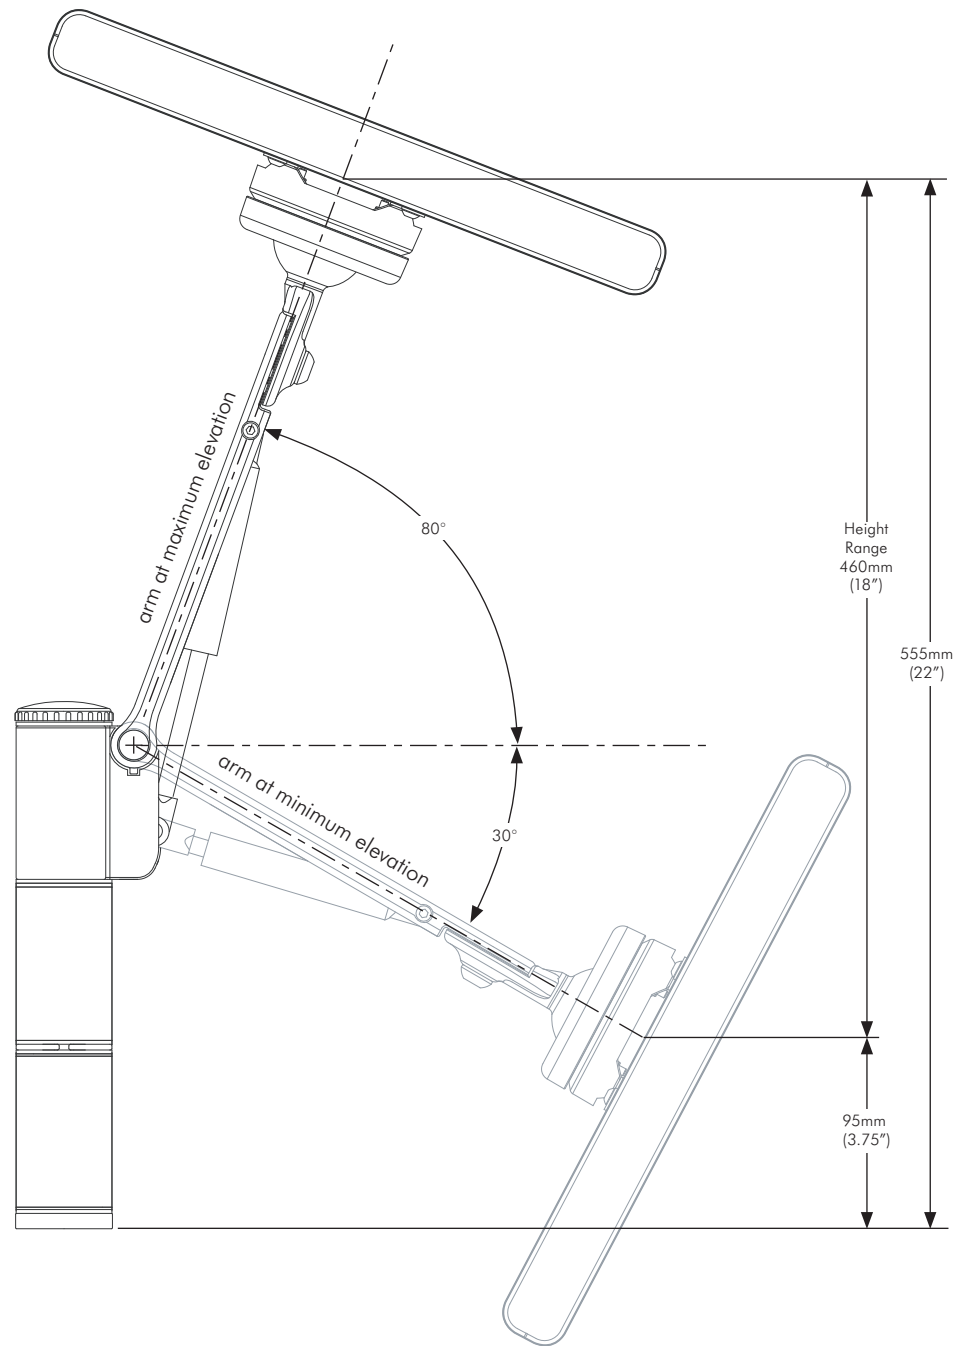 arm at maximum elevation
80°
Height
Range
460mm
(18")
555mm
(22")
arm at minimum elevation
30°
95mm
(3.75")